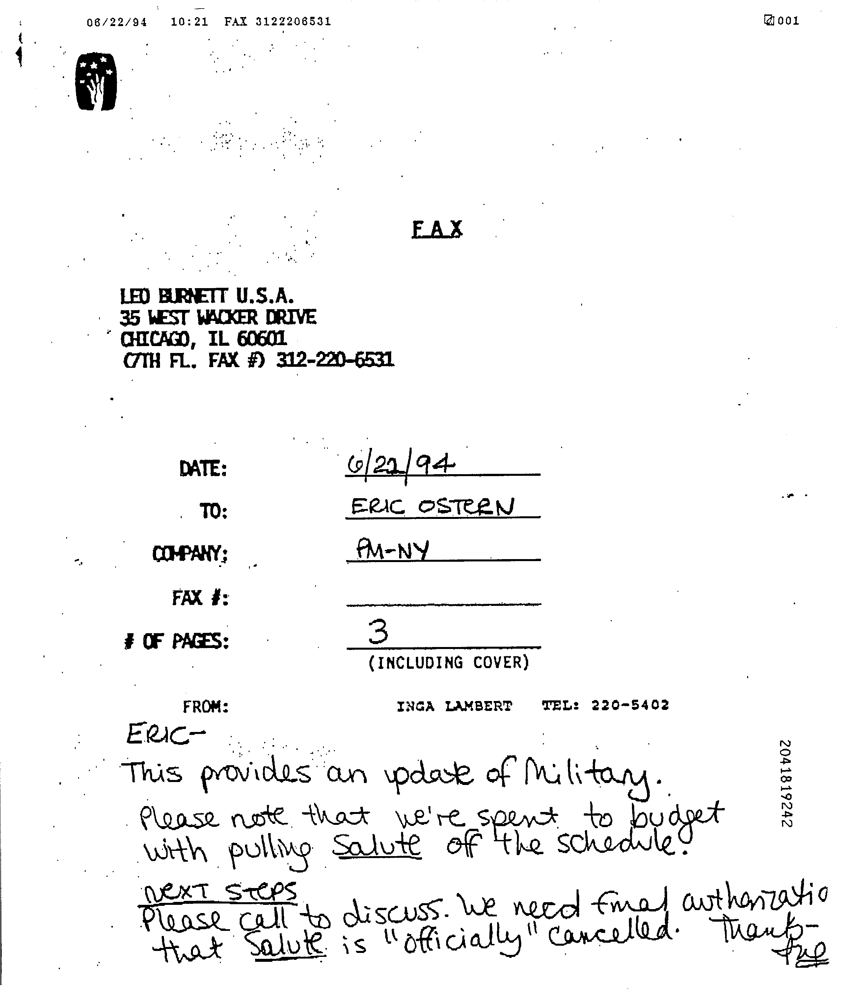 06/22/94 10:21 FAX 3122206531 001
FAX
LEO BURNETT U.S.A.
35 WEST WACKER DRIVE
CHICAGO, IL 60601
(7TH FL. FAX #) 312-220-6531
DATE: 6/22/94
TO: ERIC OSTERN
COMPANY: PM-NY
FAX #:
# OF PAGES: 3
(INCLUDING COVER)
FROM: INGA LAMBERT TEL: 220-5402
ERIC-
This provides an update of Military.
Please note that we're spent to budget
with pulling Salute off the schedule.
NEXT STEPS
Please call to discuss. We need final authorizatio
that Salute is "officially" cancelled. Thanks-
2041819242